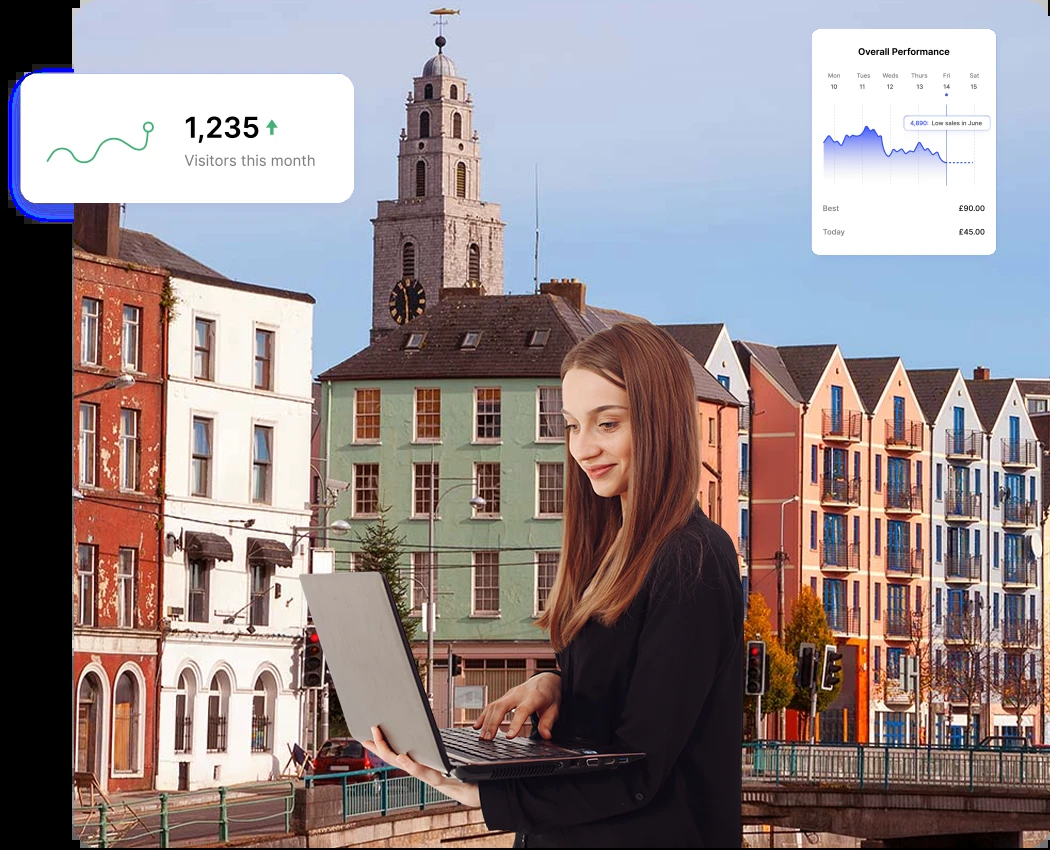 1,235
Visitors this month
Overall Performance
Mon Tues Weds Thurs Fri Sat
10 11 12 13 14 15
4,890: Low sales in June
Best £90.00
Today £45.00